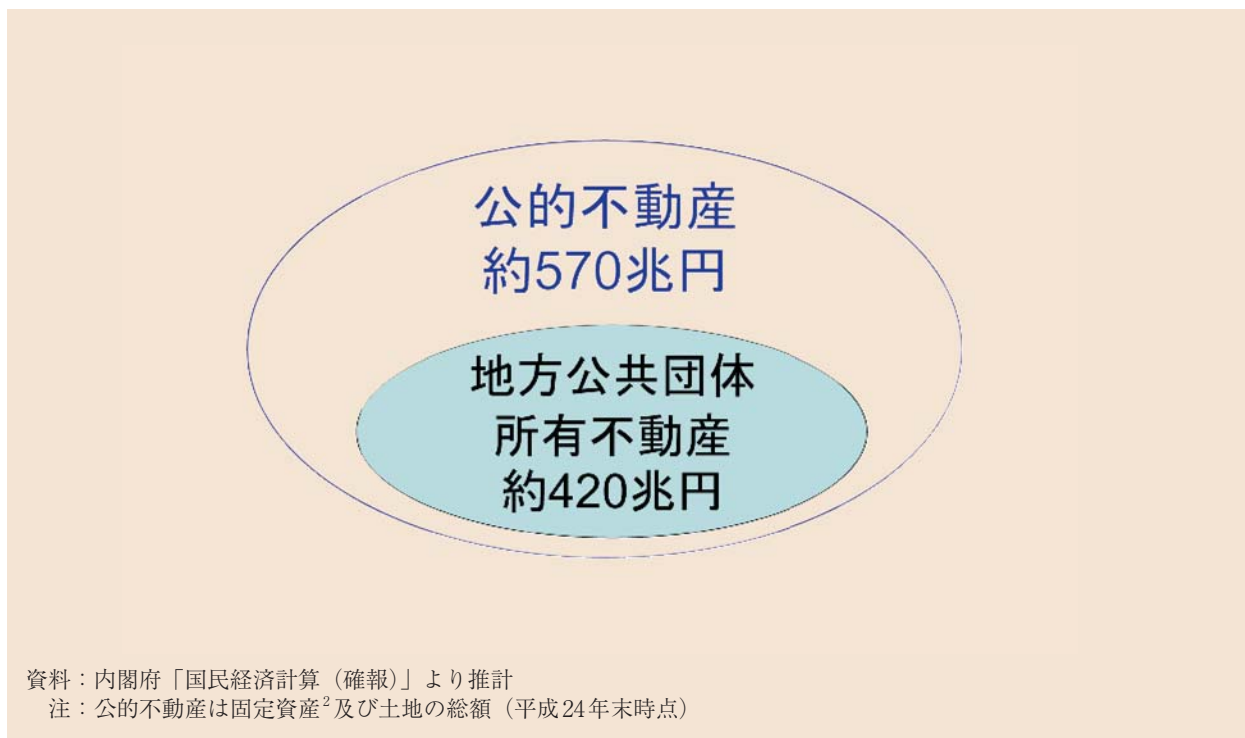 公的不動産
約570兆円
地方公共団体
所有不動産
約420兆円
資料：内閣府「国民経済計算（確報）」より推計
注：公的不動産は固定資産²及び土地の総額（平成24年末時点）